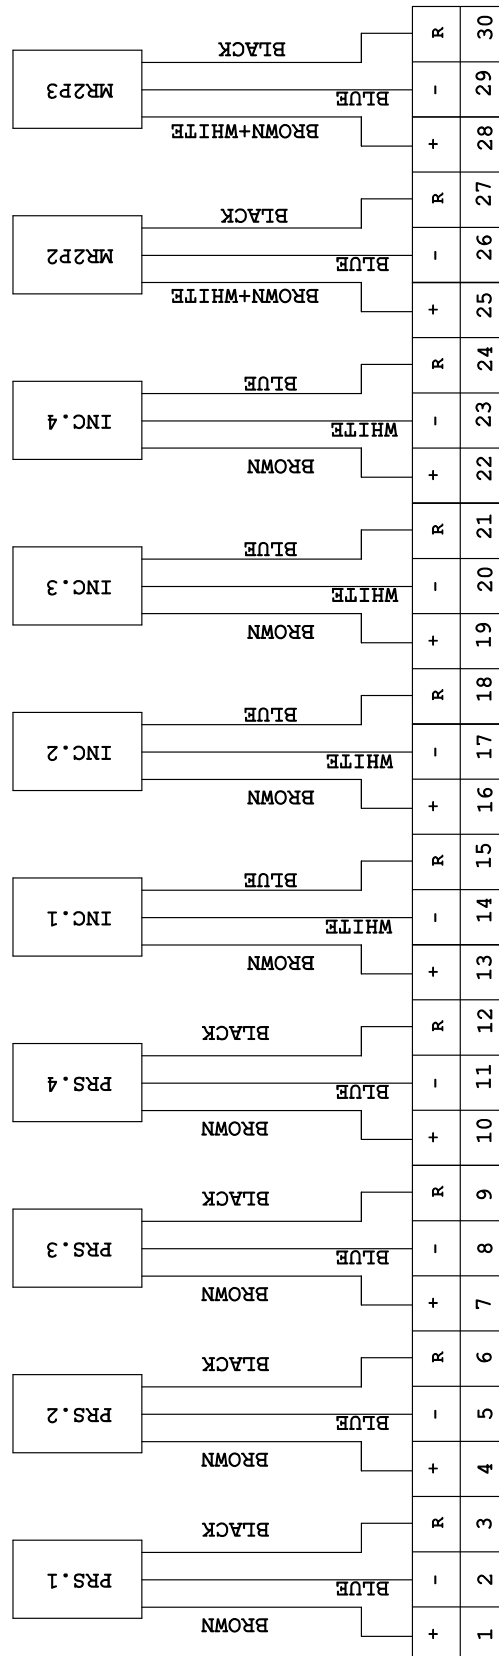 BLACK
R 30
MR2P3
BLUE
- 29
BROWN+WHITE
+ 28
BLACK
R 27
MR2P2
BLUE
- 26
BROWN+WHITE
+ 25
BLUE
R 24
INC.4
WHITE
- 23
BROWN
+ 22
BLUE
R 21
INC.3
WHITE
- 20
BROWN
+ 19
BLUE
R 18
INC.2
WHITE
- 17
BROWN
+ 16
BLUE
R 15
INC.1
WHITE
- 14
BROWN
+ 13
BLACK
R 12
PRS.4
BLUE
- 11
BROWN
+ 10
BLACK
R 9
PRS.3
BLUE
- 8
BROWN
+ 7
BLACK
R 6
PRS.2
BLUE
- 5
BROWN
+ 4
BLACK
R 3
PRS.1
BLUE
- 2
BROWN
+ 1